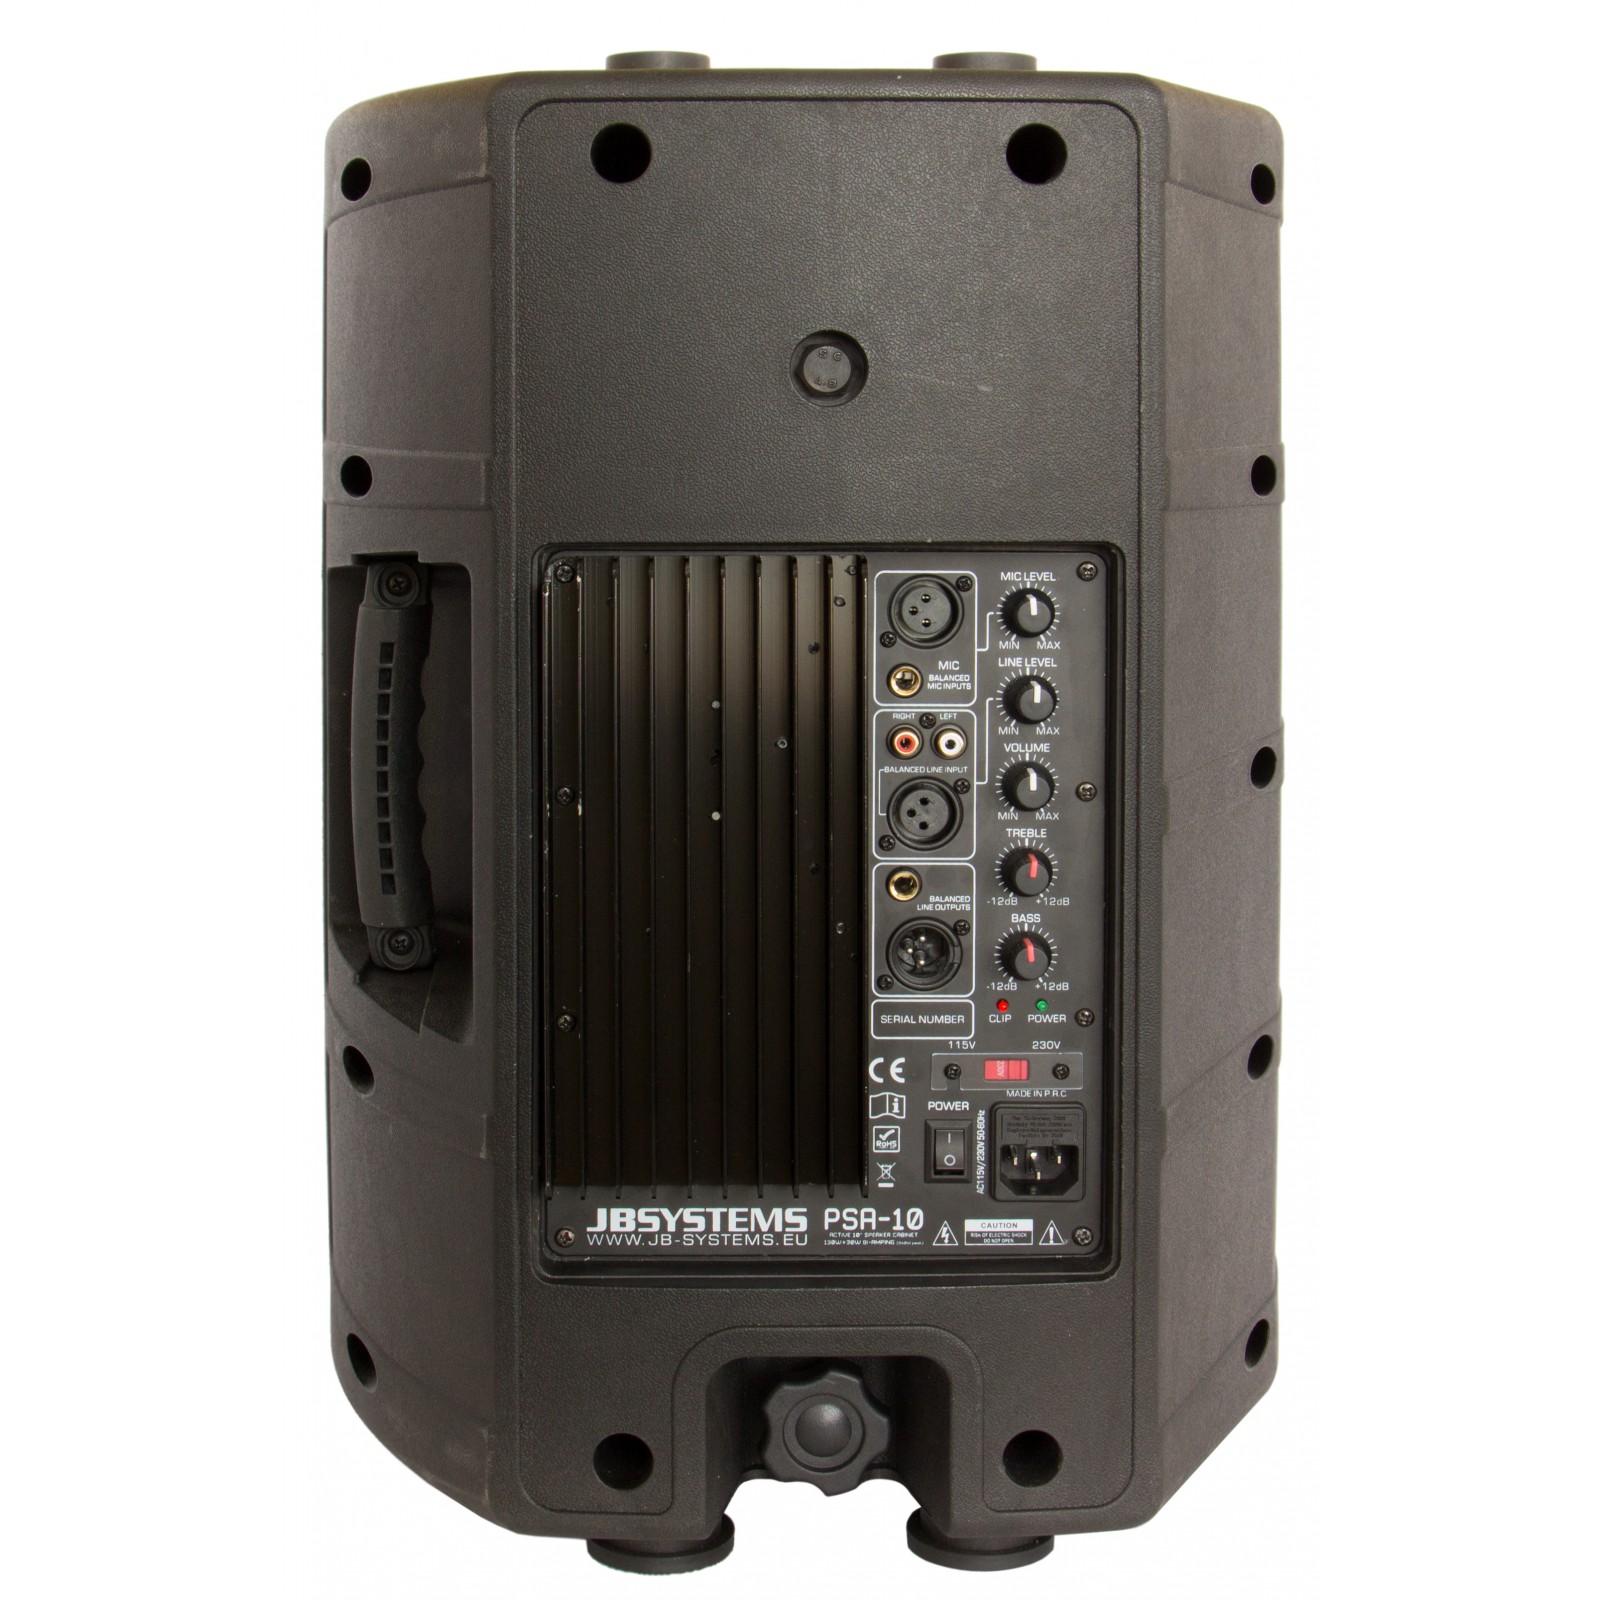 MIC LEVEL
MIN MAX
MIC
BALANCED
MIC INPUTS
LINE LEVEL
MIN MAX
RIGHT LEFT
BALANCED LINE INPUT
VOLUME
MIN MAX
TREBLE
-12dB +12dB
BALANCED
LINE OUTPUTS
BASS
-12dB +12dB
CLIP POWER
SERIAL NUMBER
115V 230V
CE
MADE IN P.R.C
POWER
AC115V/230V 50-60Hz
RoHS
JBSYSTEMS PSA-10
WWW.JB-SYSTEMS.EU
ACTIVE 10" SPEAKER CABINET
130W+30W BI-AMPING
CAUTION
RISK OF ELECTRIC SHOCK
DO NOT OPEN